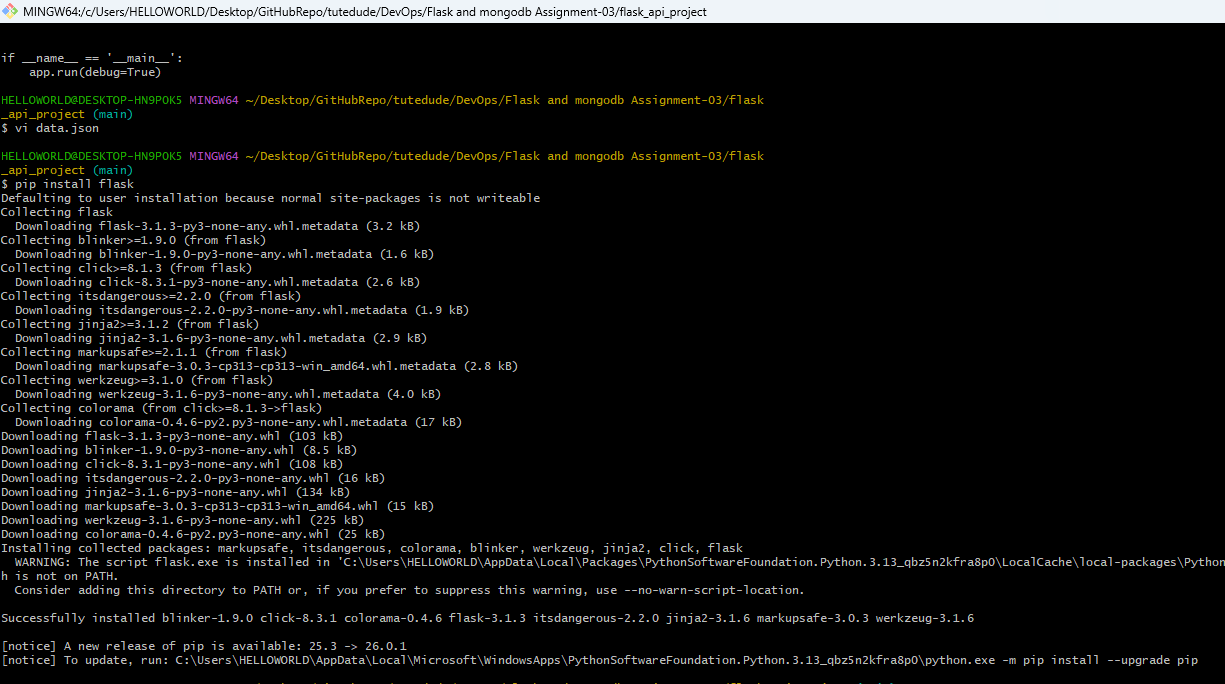 MINGW64:/c/Users/HELLOWORLD/Desktop/GitHubRepo/tutedude/DevOps/Flask and mongodb Assignment-03/flask_api_project
if __name__ == '__main__':
    app.run(debug=True)
HELLOWORLD@DESKTOP-HN9POK5 MINGW64 ~/Desktop/GitHubRepo/tutedude/DevOps/Flask and mongodb Assignment-03/flask
_api_project (main)
$ vi data.json
HELLOWORLD@DESKTOP-HN9POK5 MINGW64 ~/Desktop/GitHubRepo/tutedude/DevOps/Flask and mongodb Assignment-03/flask
_api_project (main)
$ pip install flask
Defaulting to user installation because normal site-packages is not writeable
Collecting flask
  Downloading flask-3.1.3-py3-none-any.whl.metadata (3.2 kB)
Collecting blinker>=1.9.0 (from flask)
  Downloading blinker-1.9.0-py3-none-any.whl.metadata (1.6 kB)
Collecting click>=8.1.3 (from flask)
  Downloading click-8.3.1-py3-none-any.whl.metadata (2.6 kB)
Collecting itsdangerous>=2.2.0 (from flask)
  Downloading itsdangerous-2.2.0-py3-none-any.whl.metadata (1.9 kB)
Collecting jinja2>=3.1.2 (from flask)
  Downloading jinja2-3.1.6-py3-none-any.whl.metadata (2.9 kB)
Collecting markupsafe>=2.1.1 (from flask)
  Downloading markupsafe-3.0.3-cp313-cp313-win_amd64.whl.metadata (2.8 kB)
Collecting werkzeug>=3.1.0 (from flask)
  Downloading werkzeug-3.1.6-py3-none-any.whl.metadata (4.0 kB)
Collecting colorama (from click>=8.1.3->flask)
  Downloading colorama-0.4.6-py2.py3-none-any.whl.metadata (17 kB)
Downloading flask-3.1.3-py3-none-any.whl (103 kB)
Downloading blinker-1.9.0-py3-none-any.whl (8.5 kB)
Downloading click-8.3.1-py3-none-any.whl (108 kB)
Downloading itsdangerous-2.2.0-py3-none-any.whl (16 kB)
Downloading jinja2-3.1.6-py3-none-any.whl (134 kB)
Downloading markupsafe-3.0.3-cp313-cp313-win_amd64.whl (15 kB)
Downloading werkzeug-3.1.6-py3-none-any.whl (225 kB)
Downloading colorama-0.4.6-py2.py3-none-any.whl (25 kB)
Installing collected packages: markupsafe, itsdangerous, colorama, blinker, werkzeug, jinja2, click, flask
  WARNING: The script flask.exe is installed in 'C:\Users\HELLOWORLD\AppData\Local\Packages\PythonSoftwareFoundation.Python.3.13_qbz5n2kfra8p0\LocalCache\local-packages\Python
h is not on PATH.
  Consider adding this directory to PATH or, if you prefer to suppress this warning, use --no-warn-script-location.
Successfully installed blinker-1.9.0 click-8.3.1 colorama-0.4.6 flask-3.1.3 itsdangerous-2.2.0 jinja2-3.1.6 markupsafe-3.0.3 werkzeug-3.1.6
[notice] A new release of pip is available: 25.3 -> 26.0.1
[notice] To update, run: C:\Users\HELLOWORLD\AppData\Local\Microsoft\WindowsApps\PythonSoftwareFoundation.Python.3.13_qbz5n2kfra8p0\python.exe -m pip install --upgrade pip